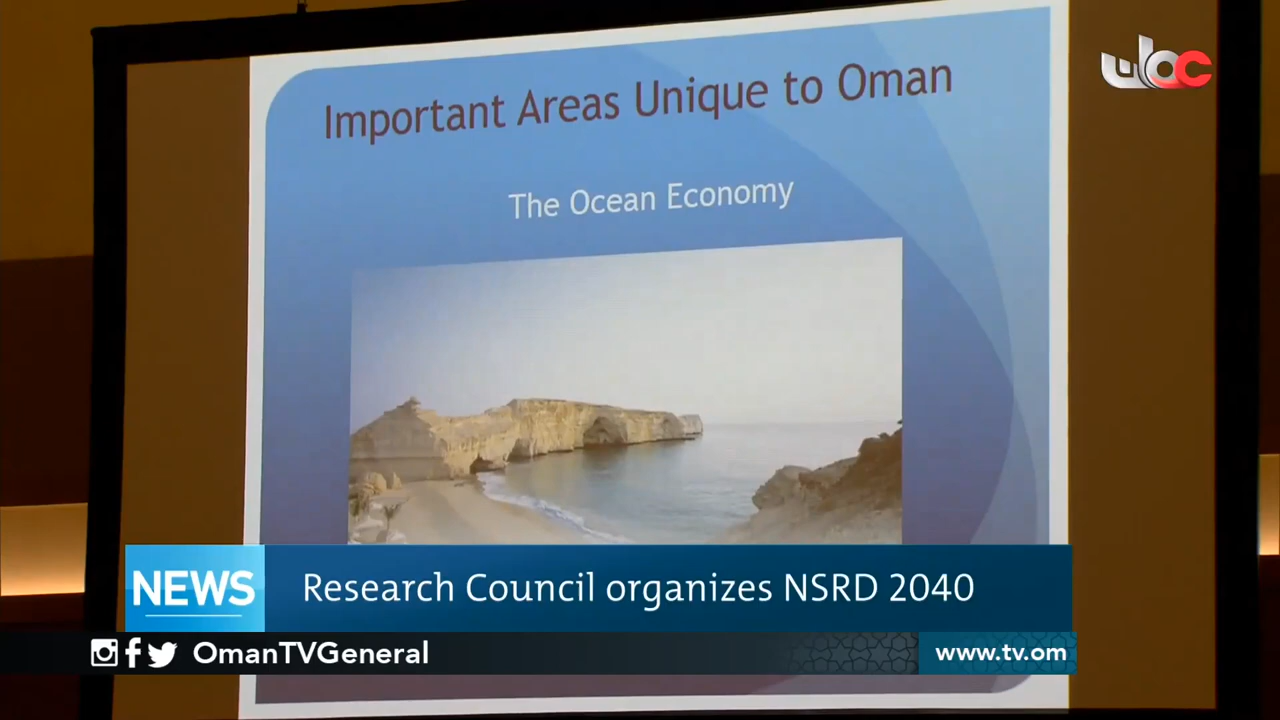 Important Areas Unique to Oman
The Ocean Economy
NEWS
Research Council organizes NSRD 2040
OmanTVGeneral
www.tv.om